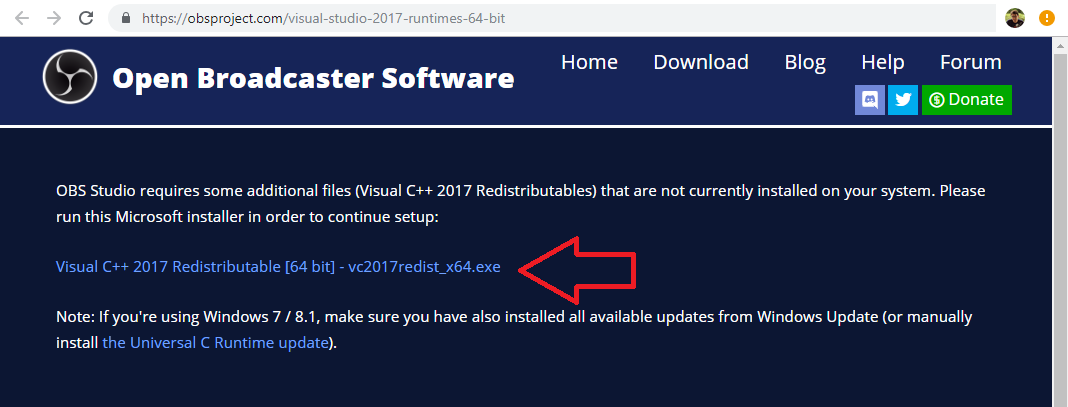 https://obsproject.com/visual-studio-2017-runtimes-64-bit
Open Broadcaster Software
Home Download Blog Help Forum
Donate
OBS Studio requires some additional files (Visual C++ 2017 Redistributables) that are not currently installed on your system. Please
run this Microsoft installer in order to continue setup:
Visual C++ 2017 Redistributable [64 bit] - vc2017redist_x64.exe
Note: If you're using Windows 7 / 8.1, make sure you have also installed all available updates from Windows Update (or manually
install the Universal C Runtime update).